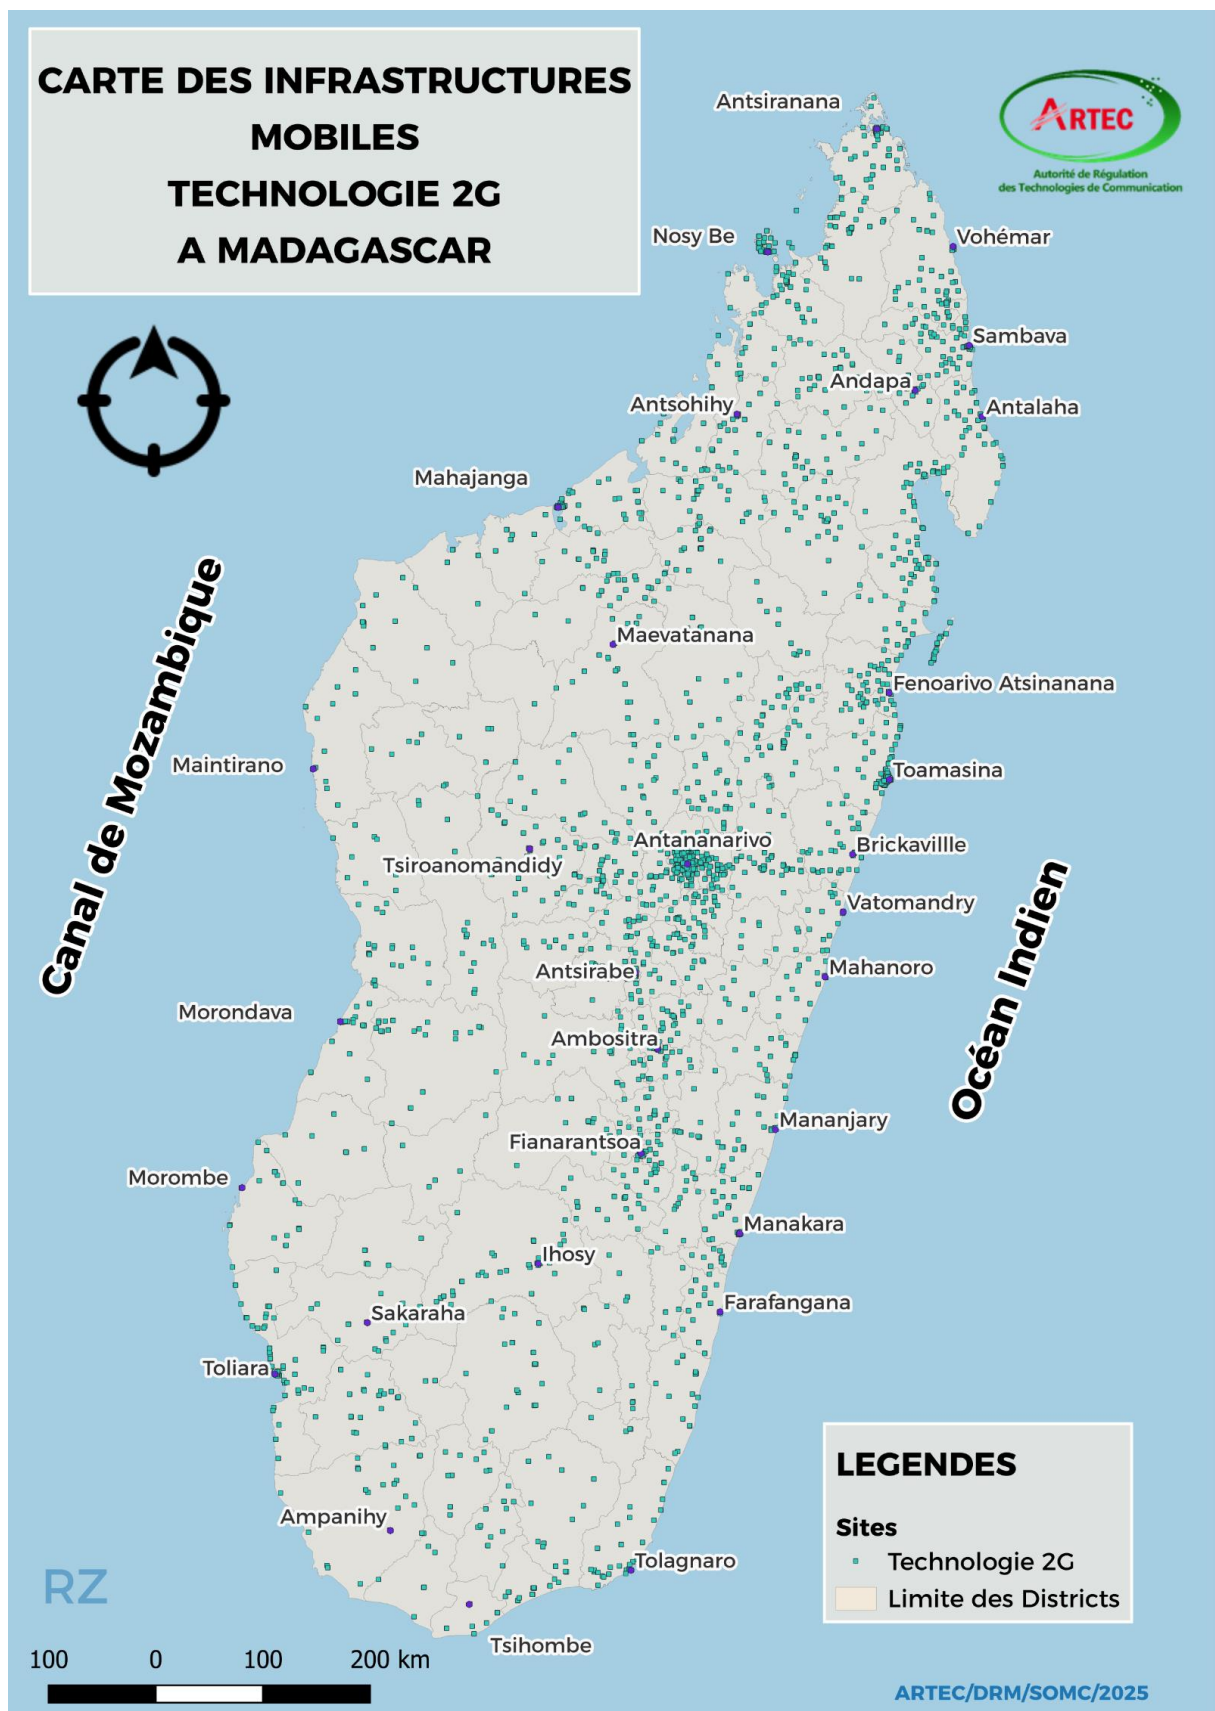 CARTE DES INFRASTRUCTURES
MOBILES
TECHNOLOGIE 2G
A MADAGASCAR
ARTEC
Autorité de Régulation
des Technologies de Communication
Antsiranana
Nosy Be
Vohémar
Sambava
Andapa
Antsohihy
Antalaha
Mahajanga
Canal de Mozambique
Maevatanana
Fenoarivo Atsinanana
Maintirano
Toamasina
Antananarivo
Brickavillle
Tsiroanomandidy
Vatomandry
Océan Indien
Antsirabe
Mahanoro
Morondava
Ambositra
Mananjary
Fianarantsoa
Morombe
Manakara
Ihosy
Farafangana
Sakaraha
Toliara
LEGENDES
Sites
Technologie 2G
Limite des Districts
Ampanihy
Tolagnaro
RZ
Tsihombe
100 0 100 200 km
ARTEC/DRM/SOMC/2025